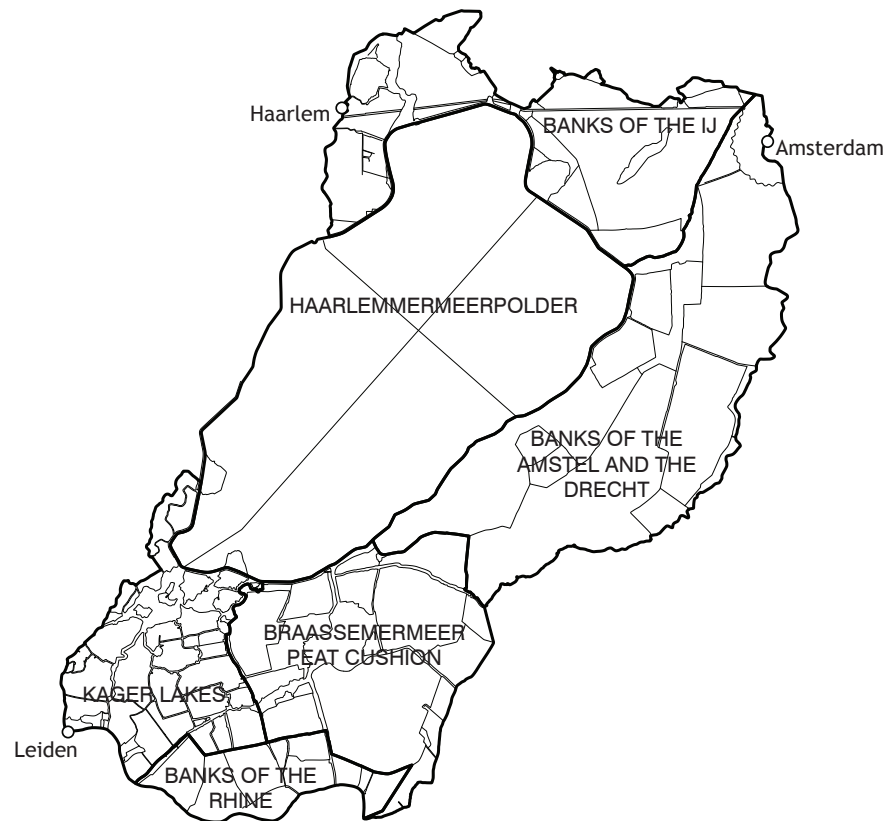 Haarlem
BANKS OF THE IJ
Amsterdam
HAARLEMMERMEERPOLDER
BANKS OF THE
AMSTEL AND THE
DRECHT
BRAASSEMERMEER
PEAT CUSHION
KAGER LAKES
Leiden
BANKS OF THE
RHINE